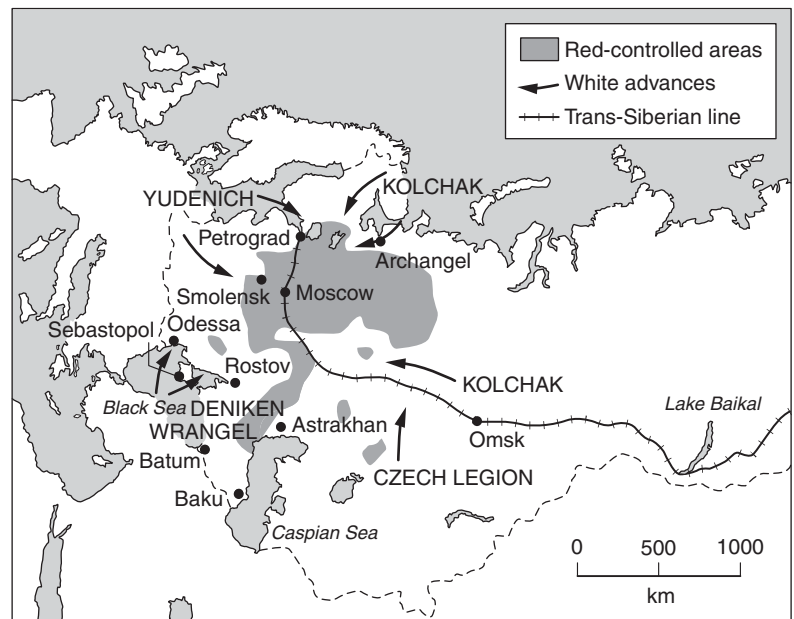 Red-controlled areas
White advances
Trans-Siberian line
YUDENICH
KOLCHAK
Petrograd
Archangel
Smolensk
Moscow
Sebastopol
Odessa
Rostov
KOLCHAK
Black Sea
DENIKEN
WRANGEL
Astrakhan
Omsk
Lake Baikal
Batum
CZECH LEGION
Baku
Caspian Sea
0 500 1000
km